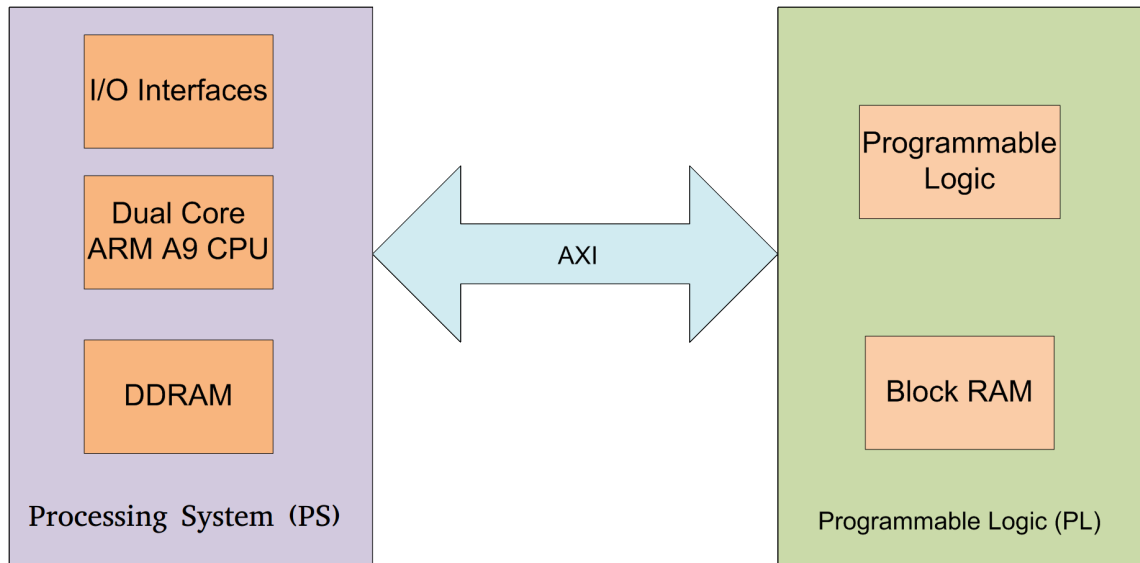 I/O Interfaces
Dual Core
ARM A9 CPU
DDRAM
Processing System (PS)
AXI
Programmable
Logic
Block RAM
Programmable Logic (PL)